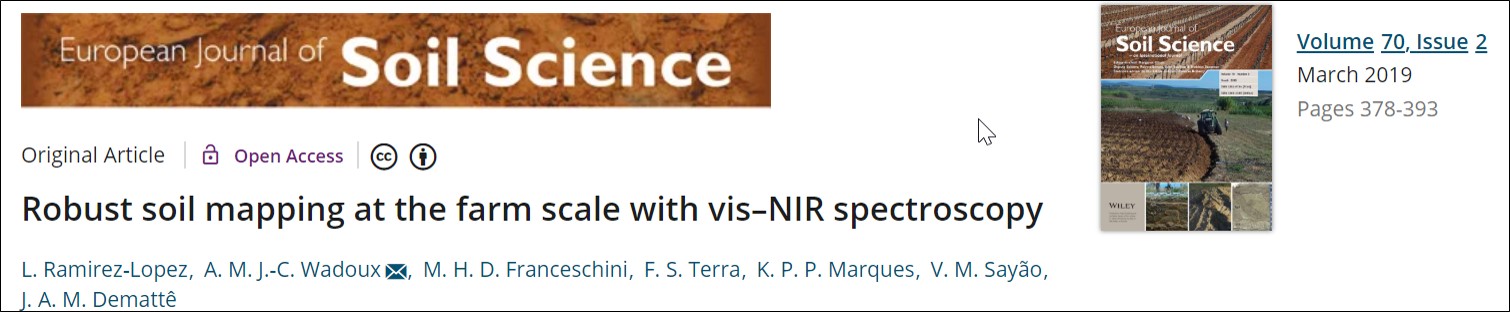 European Journal of Soil Science
Original Article
Open Access
cc
Robust soil mapping at the farm scale with vis–NIR spectroscopy
L. Ramirez-Lopez, A. M. J.-C. Wadoux, M. H. D. Franceschini, F. S. Terra, K. P. P. Marques, V. M. Sayão,
J. A. M. Demattê
European Journal of
Soil Science
WILEY
Volume 70, Issue 2
March 2019
Pages 378-393